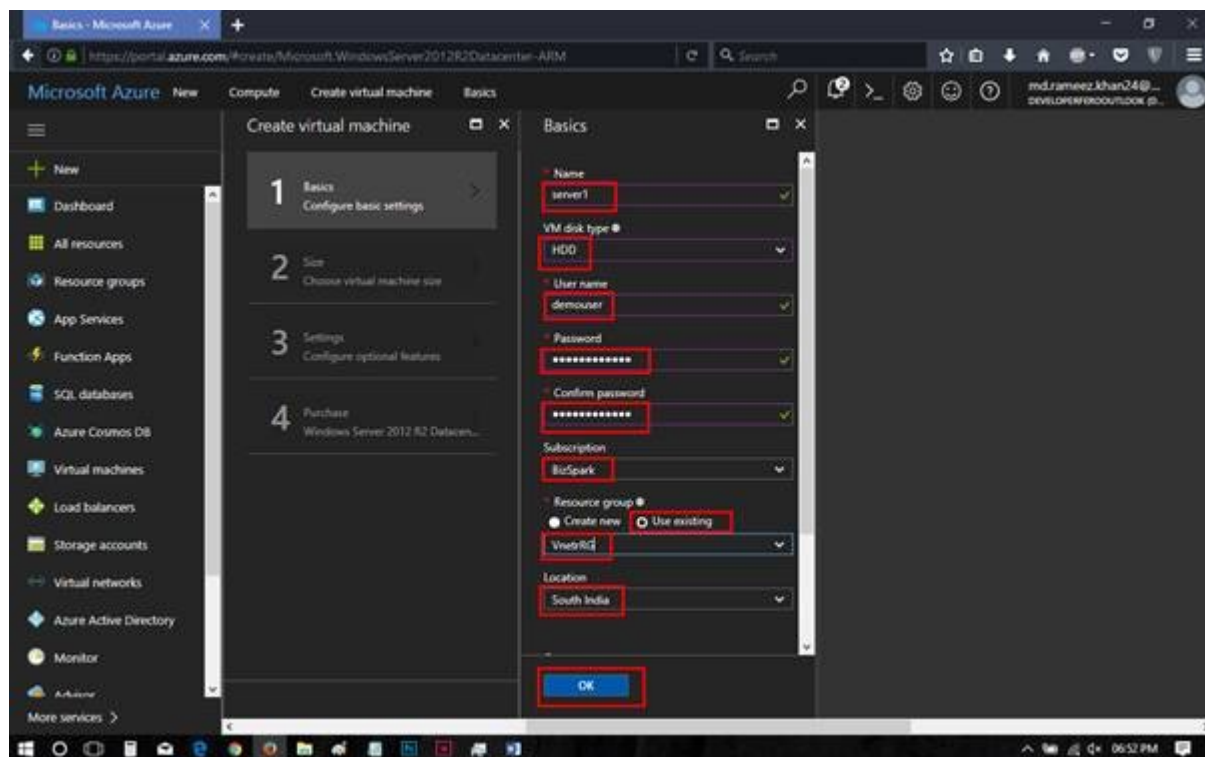 Basics - Microsoft Azure
https://portal.azure.com/#create/Microsoft.WindowsServer2012R2Datacenter-ARM
Search
Microsoft Azure New Compute Create virtual machine Basics
2
md.rameez.khan24@...
New
Dashboard
All resources
Resource groups
App Services
Function Apps
SQL databases
Azure Cosmos DB
Virtual machines
Load balancers
Storage accounts
Virtual networks
Azure Active Directory
Monitor
Advisor
More services >
Create virtual machine
1 Basics
Configure basic settings
2 Size
Choose virtual machine size
3 Settings
Configure optional features
4 Purchase
Windows Server 2012 R2 Datacen...
Basics
* Name
server1
VM disk type
HDD
* User name
demouser
* Password
* Confirm password
Subscription
BizSpark
* Resource group
Create new Use existing
VnetrRG
Location
South India
OK
06:52 PM